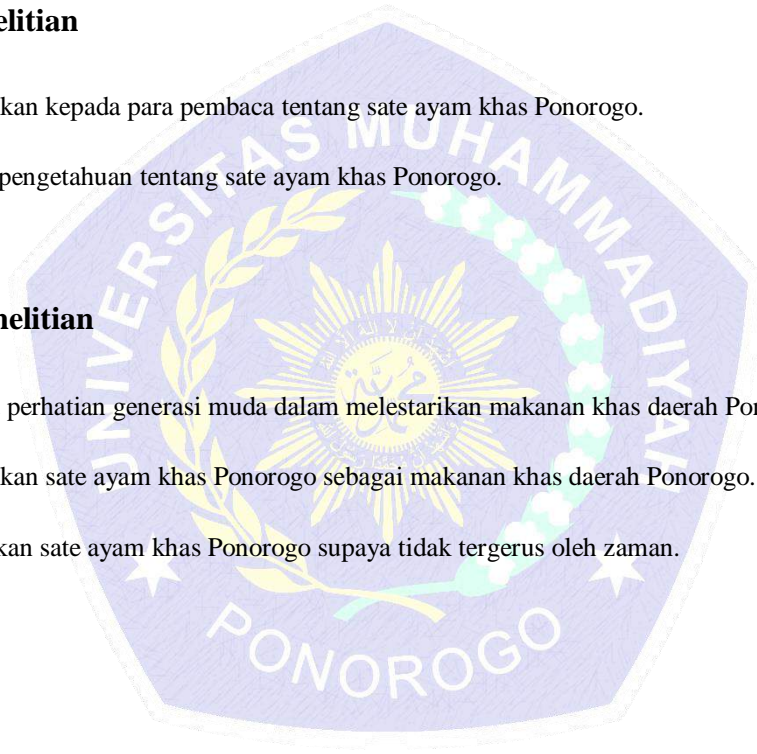 elitian
kan kepada para pembaca tentang sate ayam khas Ponorogo.
pengetahuan tentang sate ayam khas Ponorogo.
nelitian
perhatian generasi muda dalam melestarikan makanan khas daerah Por
kan sate ayam khas Ponorogo sebagai makanan khas daerah Ponorogo.
kan sate ayam khas Ponorogo supaya tidak tergerus oleh zaman.
UNIVERSITAS MUHAMMADIYAH
PONOROGO
محمدية